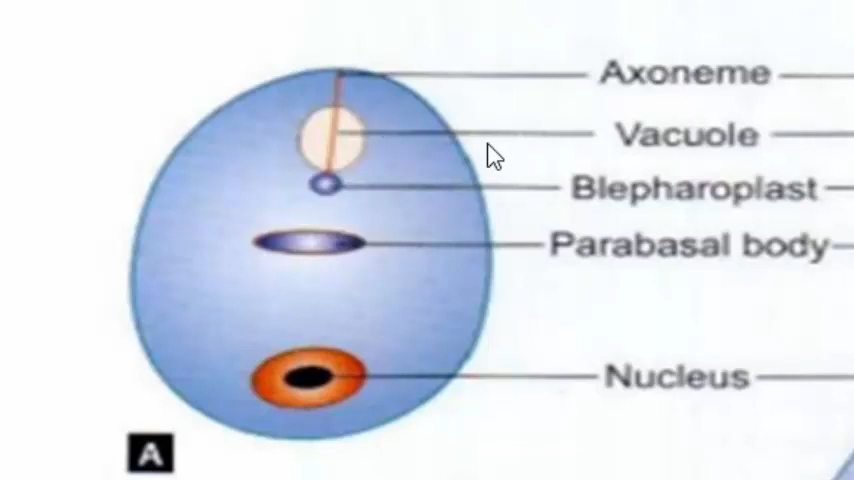 Axoneme
Vacuole
Blepharoplast
Parabasal body
Nucleus
A